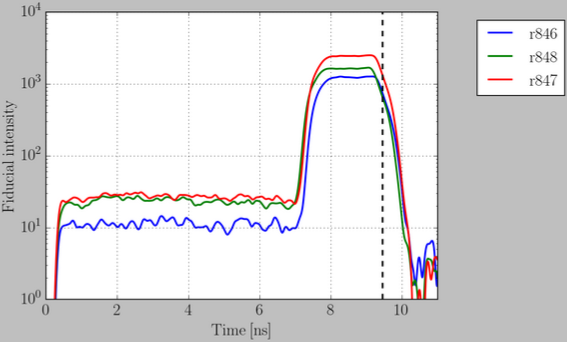 10⁴
10³
10²
10¹
10⁰
Fiducial intensity
0 2 4 6 8 10
Time [ns]
r846
r848
r847